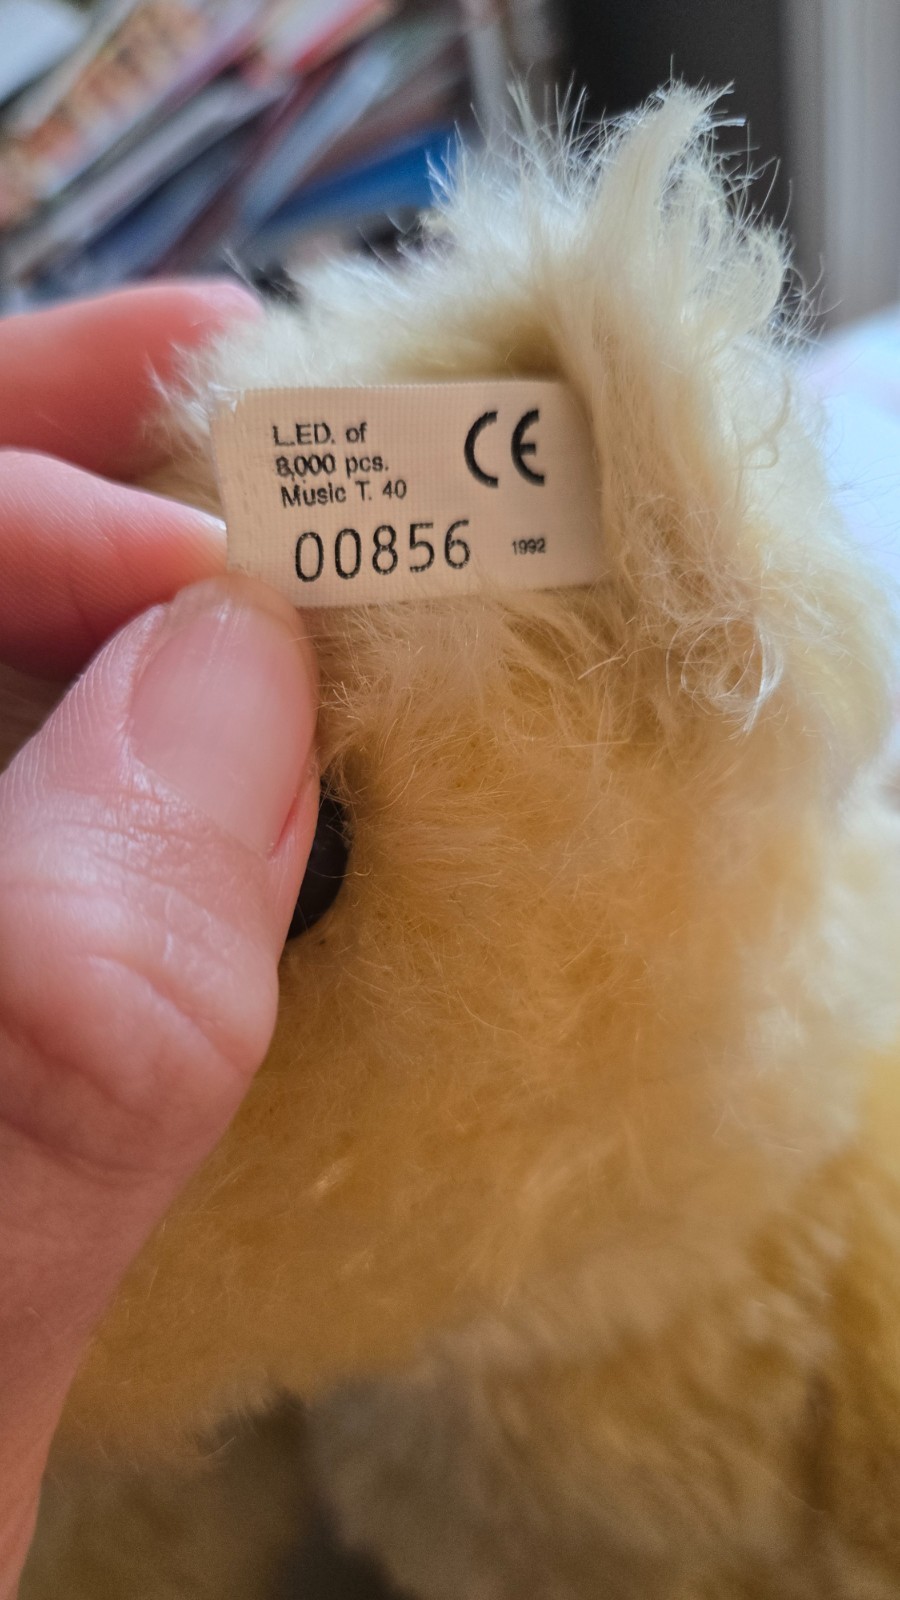 L.ED. of
8,000 pcs.
Music T. 40
CE
00856
1992